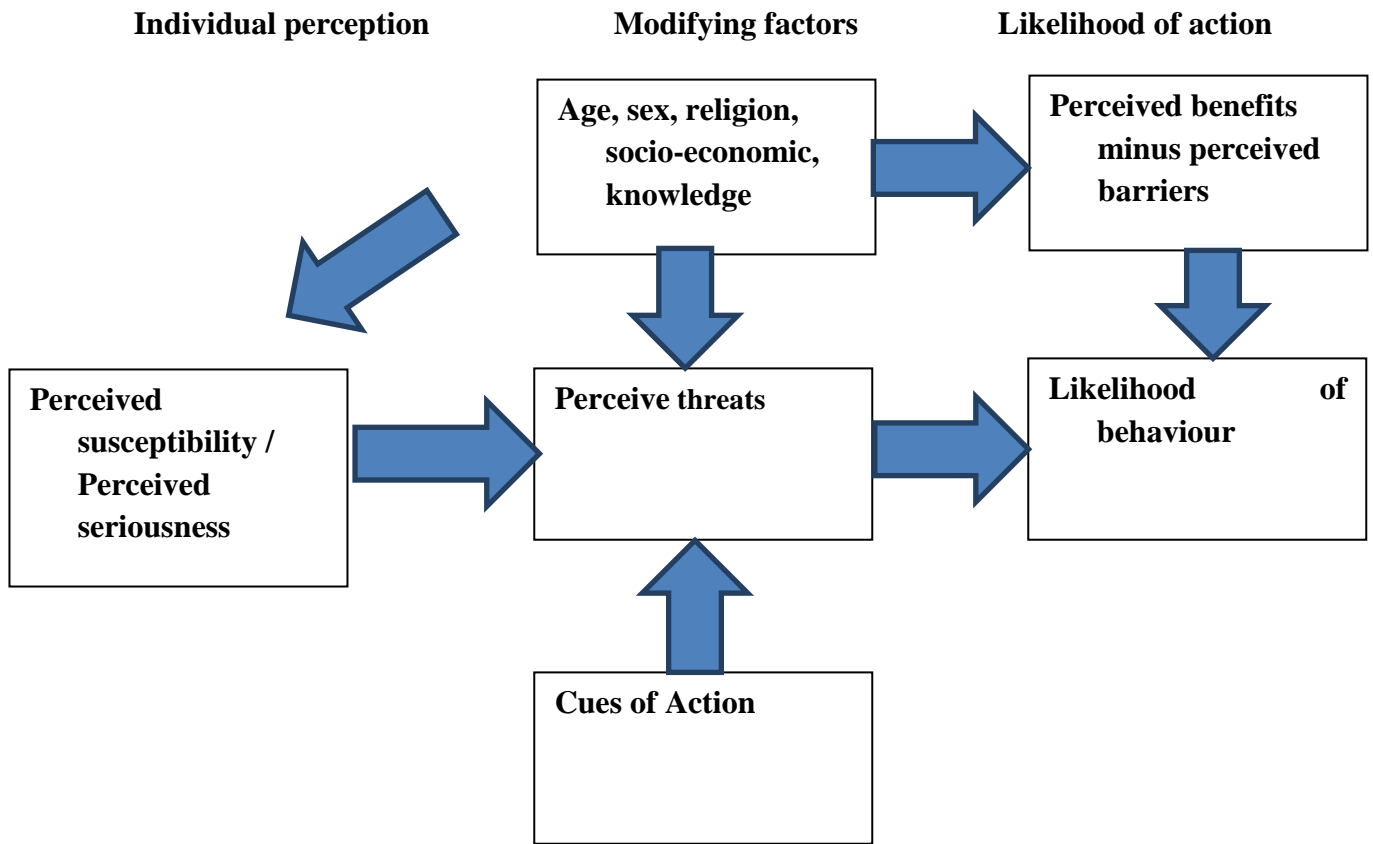 Individual perception
Modifying factors
Likelihood of action
Age, sex, religion,
socio-economic,
knowledge
Perceived benefits
minus perceived
barriers
Perceived
susceptibility /
Perceived
seriousness
Perceive threats
Likelihood of
behaviour
Cues of Action